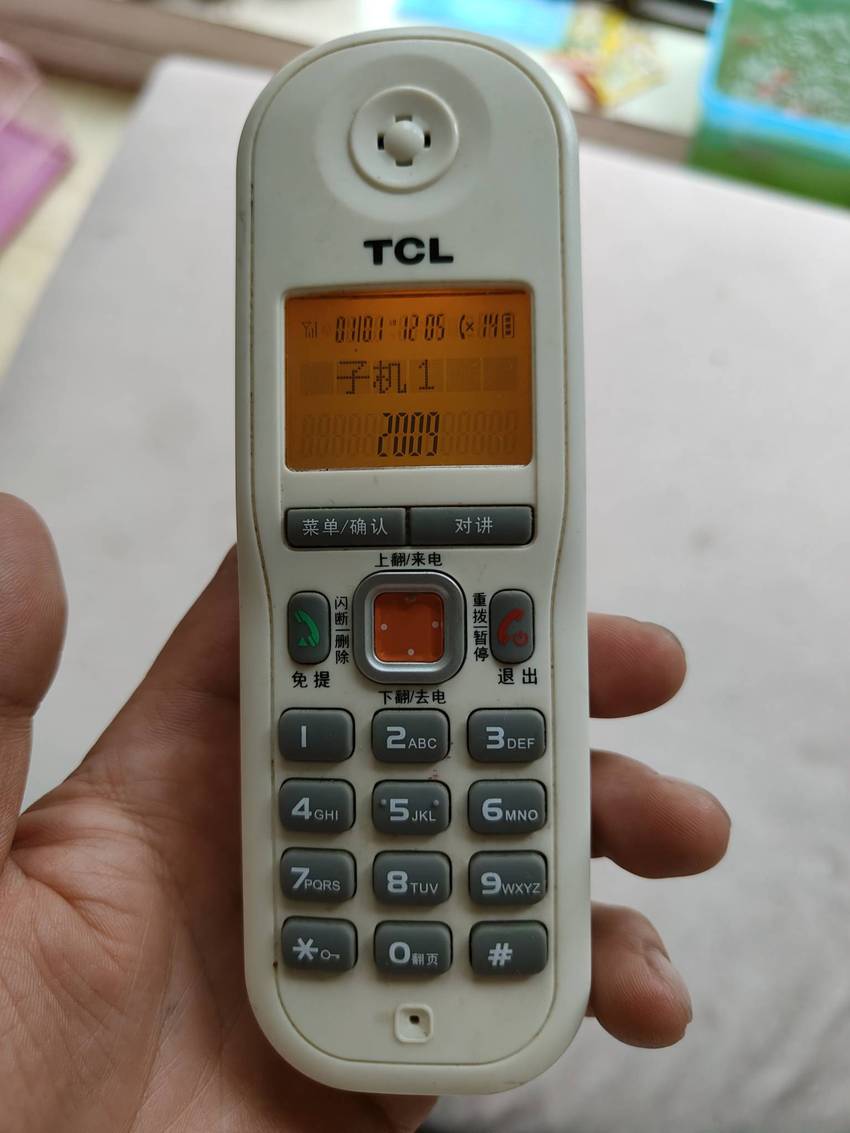 TCL
01/01 12 05 (×14
子机1
2009
菜单/确认 对讲
上翻/来电
闪断|删除
重拨|暂停
免提
退出
下翻/去电
1 2ABC 3DEF
4GHI 5JKL 6MNO
7PQRS 8TUV 9WXYZ
* 0翻页 #